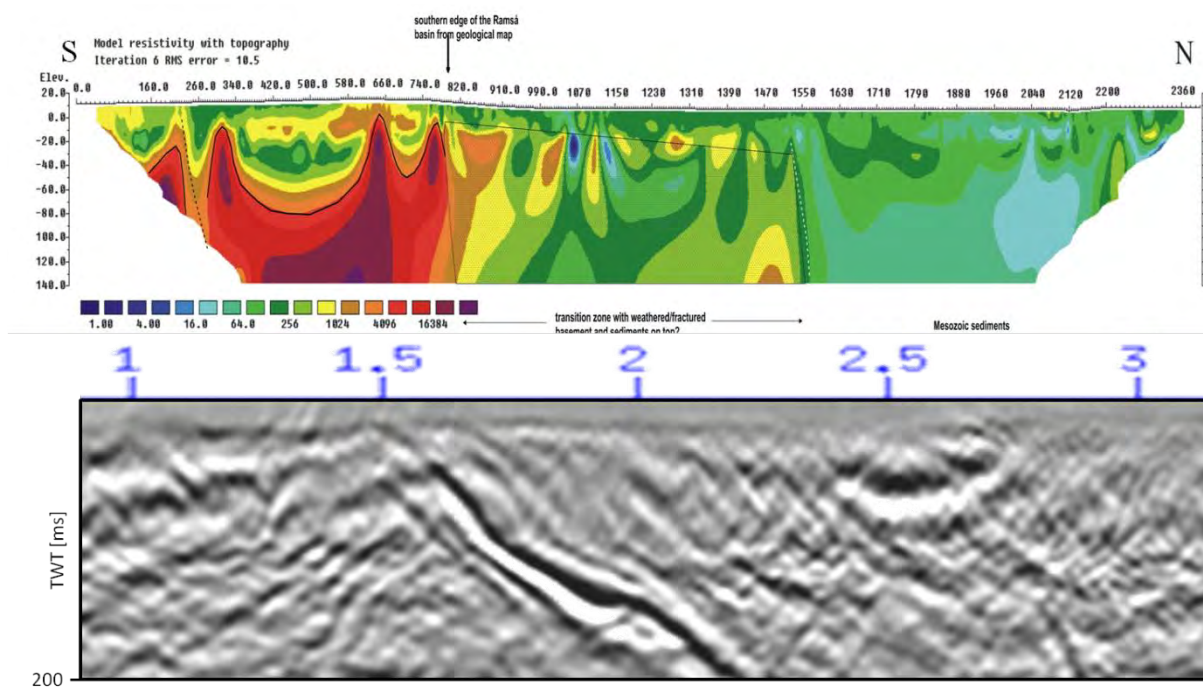 southern edge of the Ramså
basin from geological map
S
N
Model resistivity with topography
Iteration 6 RMS error = 10.5
Elev.
0.0 160.0 260.0 340.0 420.0 500.0 580.0 660.0 740.0 820.0 910.0 990.0 1070 1150 1230 1310 1390 1470 1550 1630 1710 1790 1880 1960 2040 2120 2200 2360
20.0
0.0
-20.0
-40.0
-60.0
-80.0
100.0
120.0
140.0
1.00 4.00 16.0 64.0 256 1024 4096 16384
transition zone with weathered/fractured
basement and sediments on top?
Mesozoic sediments
1 1.5 2 2.5 3
TWT [ms]
200